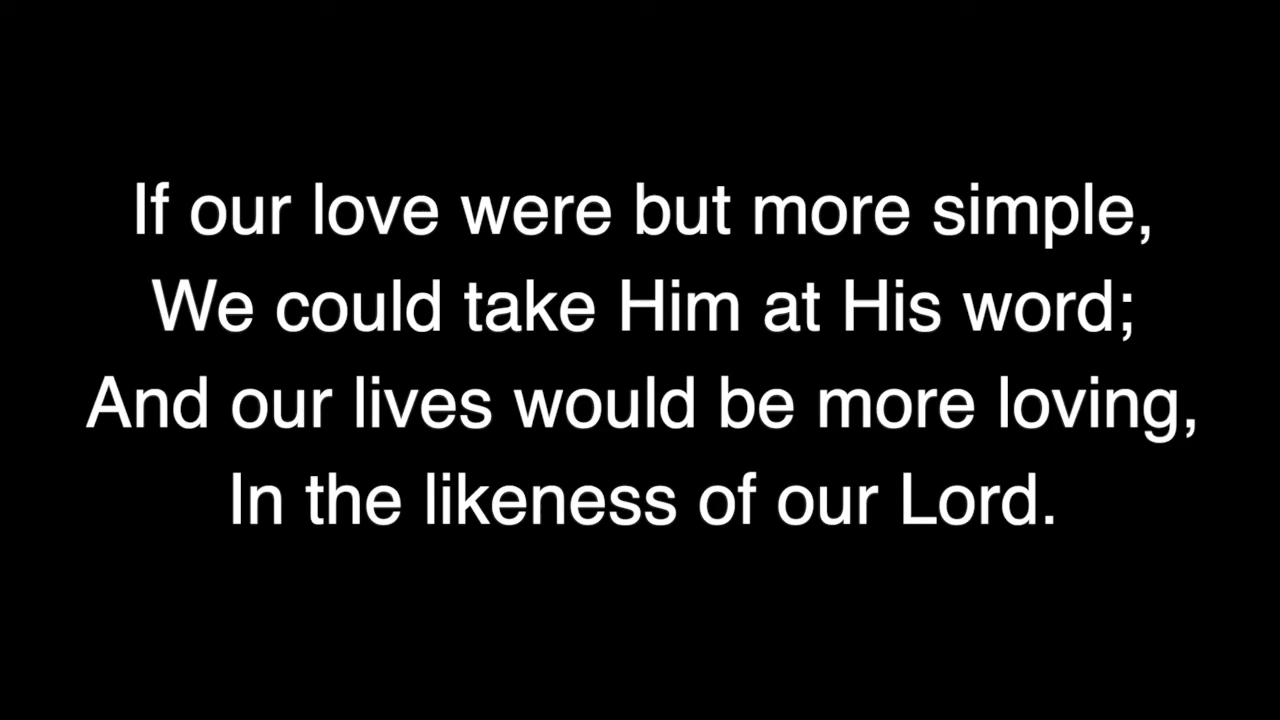 If our love were but more simple,
We could take Him at His word;
And our lives would be more loving,
In the likeness of our Lord.